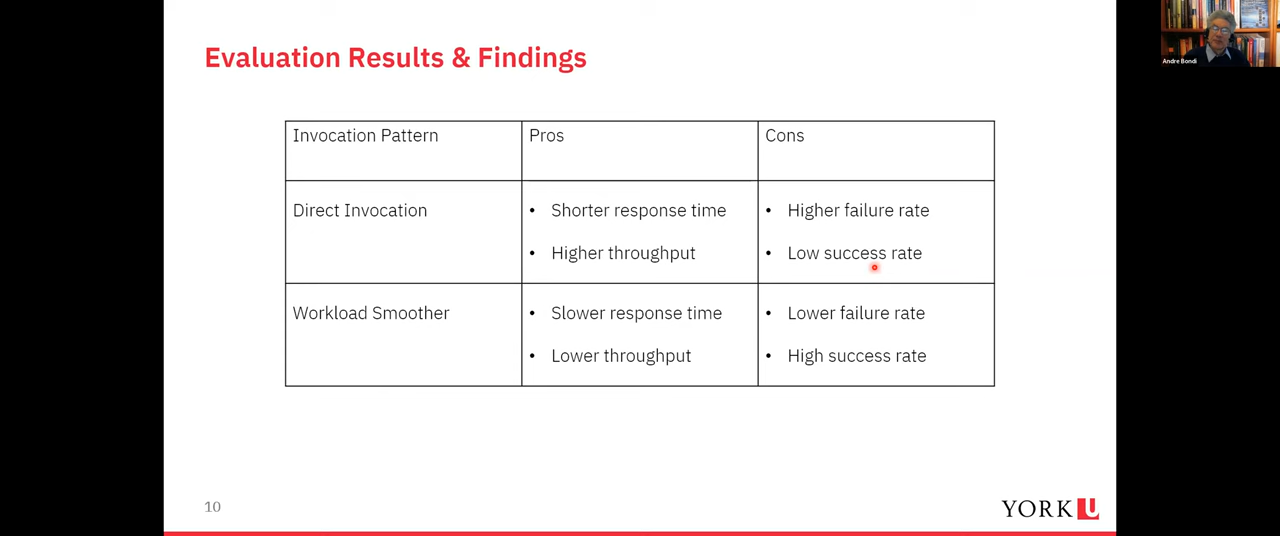 Evaluation Results & Findings
Andre Bondi
Invocation Pattern
Pros
Cons
Direct Invocation
• Shorter response time
• Higher throughput
• Higher failure rate
• Low success rate
Workload Smoother
• Slower response time
• Lower throughput
• Lower failure rate
• High success rate
10
YORK U